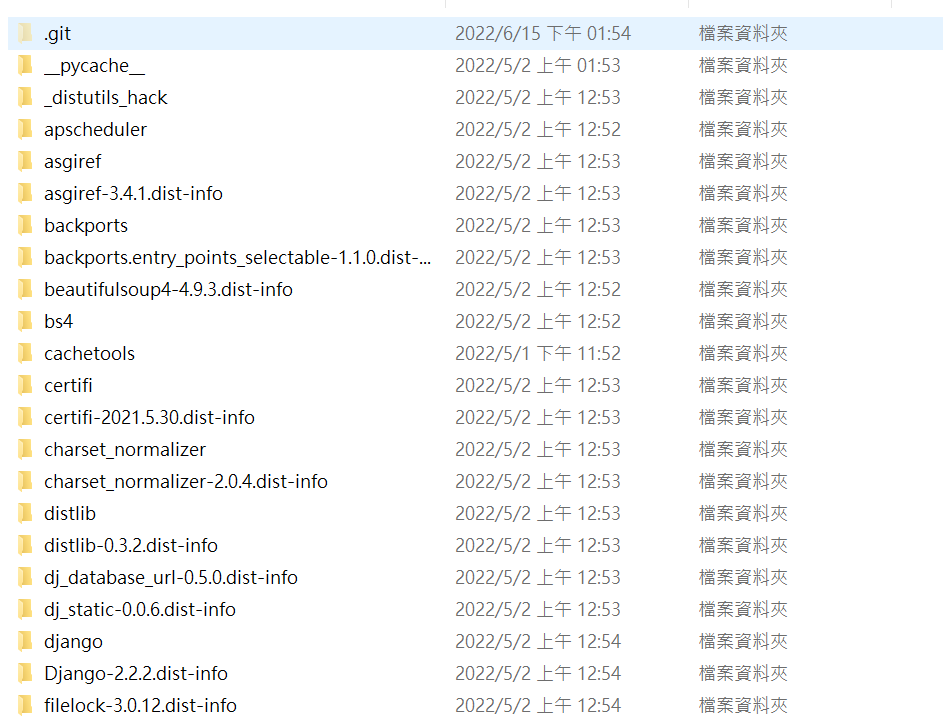 .git 2022/6/15 下午 01:54 檔案資料夾
__pycache__ 2022/5/2 上午 01:53 檔案資料夾
_distutils_hack 2022/5/2 上午 12:53 檔案資料夾
apscheduler 2022/5/2 上午 12:52 檔案資料夾
asgiref 2022/5/2 上午 12:53 檔案資料夾
asgiref-3.4.1.dist-info 2022/5/2 上午 12:53 檔案資料夾
backports 2022/5/2 上午 12:53 檔案資料夾
backports.entry_points_selectable-1.1.0.dist-... 2022/5/2 上午 12:53 檔案資料夾
beautifulsoup4-4.9.3.dist-info 2022/5/2 上午 12:52 檔案資料夾
bs4 2022/5/2 上午 12:52 檔案資料夾
cachetools 2022/5/1 下午 11:52 檔案資料夾
certifi 2022/5/2 上午 12:53 檔案資料夾
certifi-2021.5.30.dist-info 2022/5/2 上午 12:53 檔案資料夾
charset_normalizer 2022/5/2 上午 12:53 檔案資料夾
charset_normalizer-2.0.4.dist-info 2022/5/2 上午 12:53 檔案資料夾
distlib 2022/5/2 上午 12:53 檔案資料夾
distlib-0.3.2.dist-info 2022/5/2 上午 12:53 檔案資料夾
dj_database_url-0.5.0.dist-info 2022/5/2 上午 12:53 檔案資料夾
dj_static-0.0.6.dist-info 2022/5/2 上午 12:53 檔案資料夾
django 2022/5/2 上午 12:54 檔案資料夾
Django-2.2.2.dist-info 2022/5/2 上午 12:54 檔案資料夾
filelock-3.0.12.dist-info 2022/5/2 上午 12:54 檔案資料夾